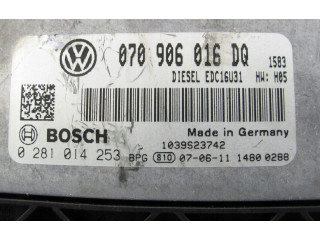 070 906 016 DQ 1583
DIESEL EDC16U31 HW: H05
BOSCH Made in Germany
1039S23742
0 281 014 253 BPG 810 07-06-11 1480 0288